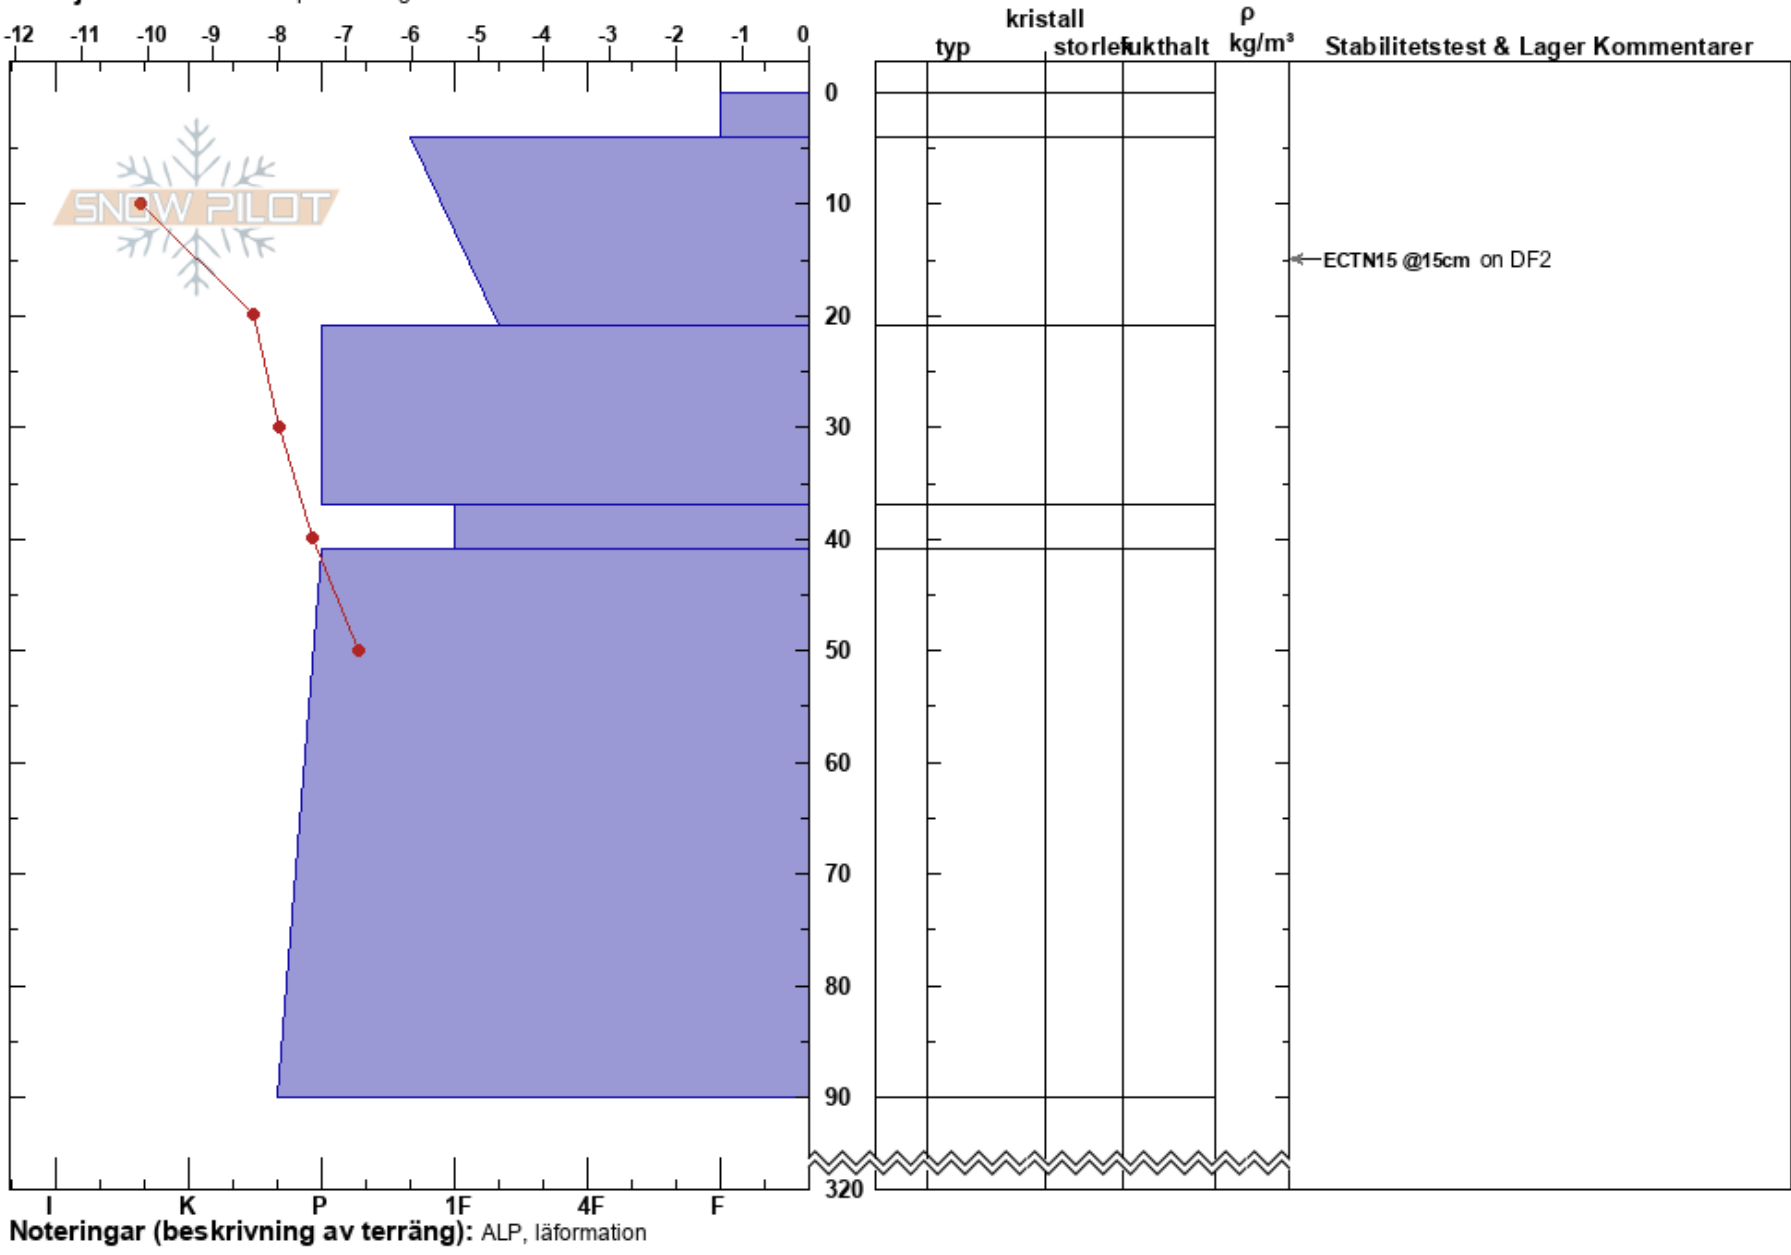 -12 -11 -10 -9 -8 -7 -6 -5 -4 -3 -2 -1 0
kristall ρ
typ storlek fukthalt kg/m³ Stabilitetstest & Lager Kommentarer
0
SNOW PILOT
10
ECTN15 @15cm on DF2
20
30
40
50
60
70
80
90
320
I K P 1F 4F F
Noteringar (beskrivning av terräng): ALP, läformation